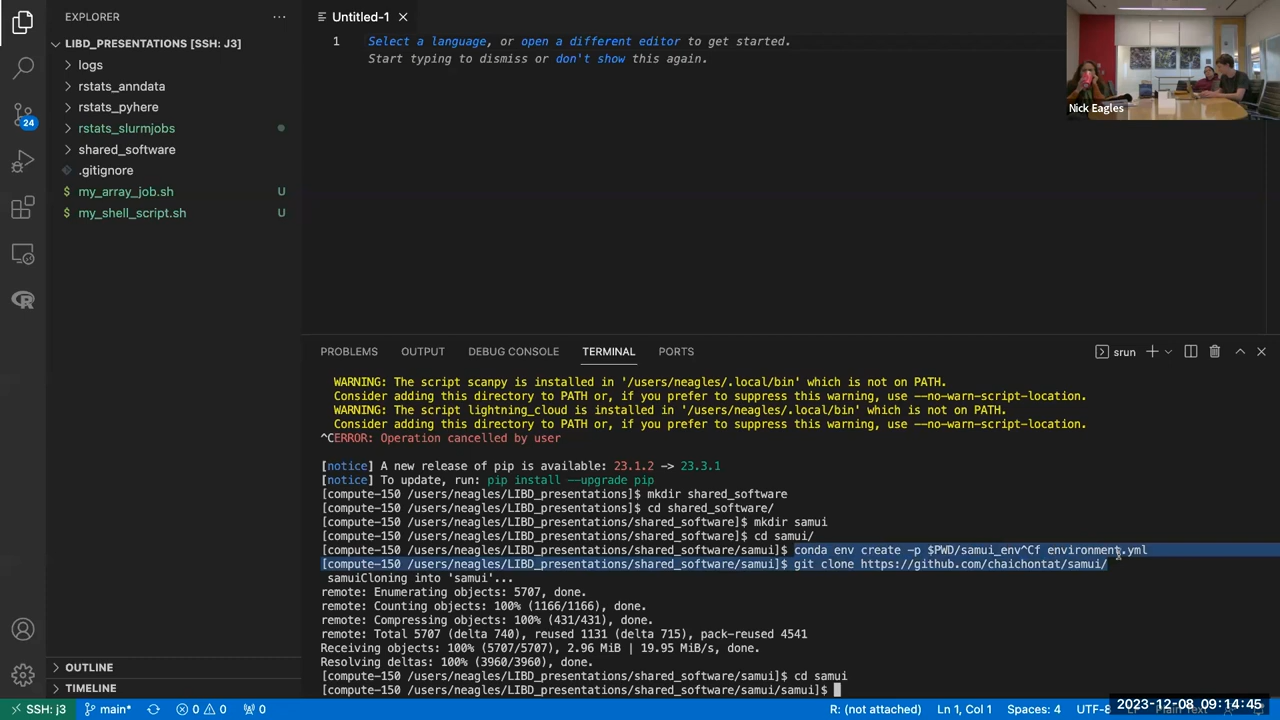 EXPLORER
LIBD_PRESENTATIONS [SSH: J3]
logs
rstats_anndata
rstats_pyhere
rstats_slurmjobs
shared_software
.gitignore
$ my_array_job.sh U
$ my_shell_script.sh U
OUTLINE
TIMELINE
24
Untitled-1
1 Select a language, or open a different editor to get started.
Start typing to dismiss or don't show this again.
Nick Eagles
PROBLEMS OUTPUT DEBUG CONSOLE TERMINAL PORTS
srun
WARNING: The script scanpy is installed in '/users/neagles/.local/bin' which is not on PATH.
Consider adding this directory to PATH or, if you prefer to suppress this warning, use --no-warn-script-location.
WARNING: The script lightning_cloud is installed in '/users/neagles/.local/bin' which is not on PATH.
Consider adding this directory to PATH or, if you prefer to suppress this warning, use --no-warn-script-location.
^CERROR: Operation cancelled by user
[notice] A new release of pip is available: 23.1.2 -> 23.3.1
[notice] To update, run: pip install --upgrade pip
[compute-150 /users/neagles/LIBD_presentations]$ mkdir shared_software
[compute-150 /users/neagles/LIBD_presentations]$ cd shared_software/
[compute-150 /users/neagles/LIBD_presentations/shared_software]$ mkdir samui
[compute-150 /users/neagles/LIBD_presentations/shared_software]$ cd samui/
[compute-150 /users/neagles/LIBD_presentations/shared_software/samui]$ conda env create -p $PWD/samui_env^Cf environment.yml
[compute-150 /users/neagles/LIBD_presentations/shared_software/samui]$ git clone https://github.com/chaichontat/samui/
samuiCloning into 'samui'...
remote: Enumerating objects: 5707, done.
remote: Counting objects: 100% (1166/1166), done.
remote: Compressing objects: 100% (431/431), done.
remote: Total 5707 (delta 740), reused 1131 (delta 715), pack-reused 4541
Receiving objects: 100% (5707/5707), 2.96 MiB | 19.95 MiB/s, done.
Resolving deltas: 100% (3960/3960), done.
[compute-150 /users/neagles/LIBD_presentations/shared_software/samui]$ cd samui
[compute-150 /users/neagles/LIBD_presentations/shared_software/samui/samui]$
SSH: j3 main* 0 0 0 R: (not attached) Ln 1, Col 1 Spaces: 4 UTF-8
2023-12-08 09:14:45